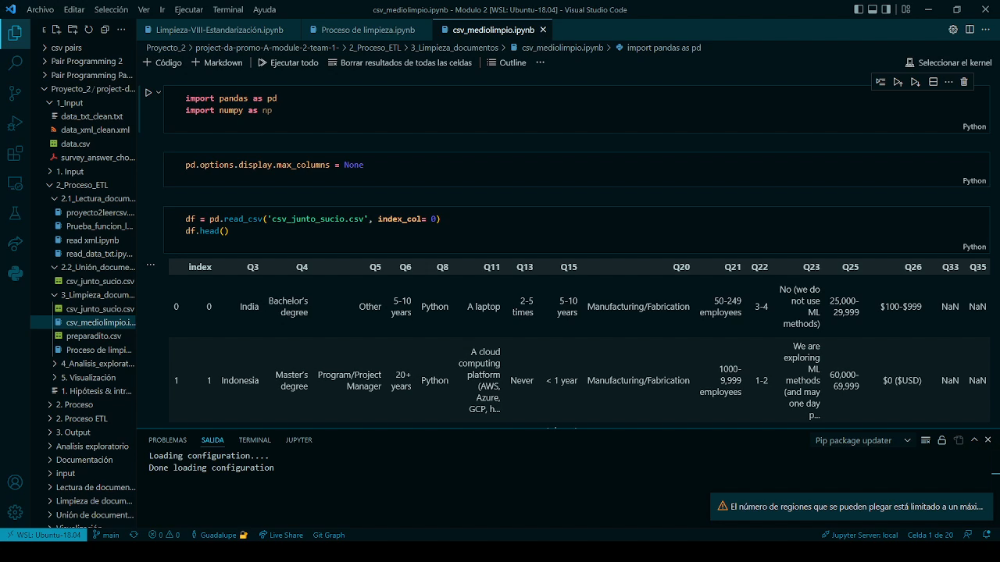 Archivo Editar Selección Ver Ir Ejecutar Terminal Ayuda
csv_mediolimpio.ipynb - Modulo 2 [WSL: Ubuntu-18.04] - Visual Studio Code
E
Limpieza-VIII-Estandarización.ipynb
Proceso de limpieza.ipynb
csv_mediolimpio.ipynb
Proyecto_2 > project-da-promo-A-module-2-team-1- > 2_Proceso_ETL > 3_Limpieza_documentos > csv_mediolimpio.ipynb > import pandas as pd
+ Código + Markdown Ejecutar todo Borrar resultados de todas las celdas Outline ...
Seleccionar el kernel
csv pairs
Pair Programming 2
Pair Programming Pa...
Proyecto_2 / project-d...
1_Input
data_txt_clean.txt
data_xml_clean.xml
data.csv
survey_answer_cho...
1. Input
2_Proceso_ETL
2.1_Lectura_docum...
proyecto2leercsv....
Prueba_funcion_l...
read xml.ipynb
read_data_txt.ipy...
2.2_Unión_docume...
csv_junto_sucio.csv
3_Limpieza_docum...
csv_junto_sucio.csv
csv_mediolimpio.i...
preparadito.csv
Proceso de limpi...
4_Analisis_explorat...
5. Visualización
1. Hipótesis & intr...
2. Proceso
2. Proceso ETL
3. Output
Analisis exploratorio
Documentación
input
Lectura de documen...
Limpieza de docum...
Unión de document...
import pandas as pd
import numpy as np
Python
pd.options.display.max_columns = None
Python
df = pd.read_csv('csv_junto_sucio.csv', index_col= 0)
df.head()
Python
...
index Q3 Q4 Q5 Q6 Q8 Q11 Q13 Q15 Q20 Q21 Q22 Q23 Q25 Q26 Q33 Q35
0 0 India Bachelor's degree Other 5-10 years Python A laptop 2-5 times 5-10 years Manufacturing/Fabrication 50-249 employees 3-4 No (we do not use ML methods) 25,000-29,999 $100-$999 NaN NaN
1 1 Indonesia Master's degree Program/Project Manager 20+ years Python A cloud computing platform (AWS, Azure, GCP, h... Never < 1 year Manufacturing/Fabrication 1000-9,999 employees 1-2 We are exploring ML methods (and may one day p... 60,000-69,999 $0 ($USD) NaN NaN
PROBLEMAS SALIDA TERMINAL JUPYTER
Pip package updater
Loading configuration....
Done loading configuration
El número de regiones que se pueden plegar está limitado a un máxi...
WSL: Ubuntu-18.04 main 0 0 Guadalupe Live Share Git Graph
Jupyter Server: local Celda 1 de 20